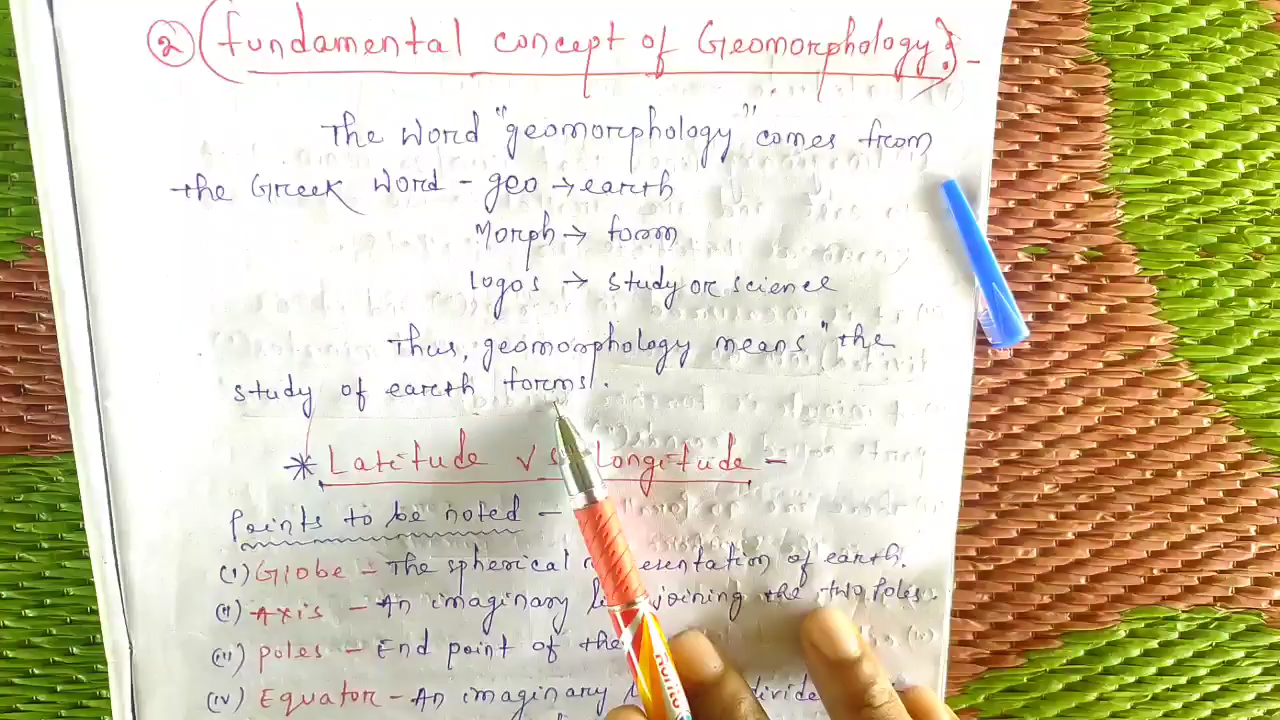 ② (fundamental concept of Geomorphology:-
The word "geomorphology" comes from
the Greek word - geo → earth
Morph → form
Logos → study or science
Thus, geomorphology means "the
study of earth forms".
* Latitude vs Longitude -
Points to be noted -
(i) Globe - The spherical of earth.
(ii) Axis - An imaginary joining the two Poles.
(iii) poles - End point of the
(iv) Equator - An imaginary divide